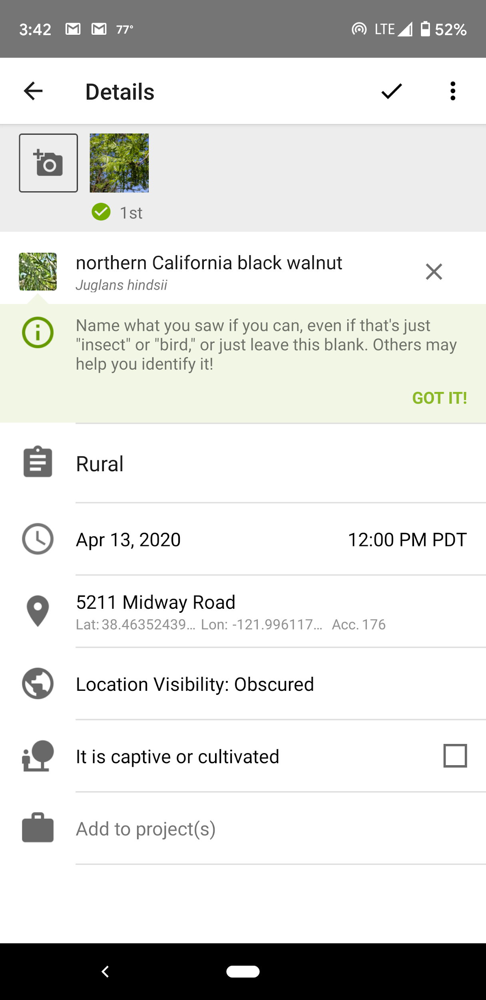 3:42 77° LTE 52%
Details
1st
northern California black walnut
Juglans hindsii
Name what you saw if you can, even if that's just
"insect" or "bird," or just leave this blank. Others may
help you identify it!
GOT IT!
Rural
Apr 13, 2020 12:00 PM PDT
5211 Midway Road
Lat: 38.46352439... Lon: -121.996117... Acc. 176
Location Visibility: Obscured
It is captive or cultivated
Add to project(s)